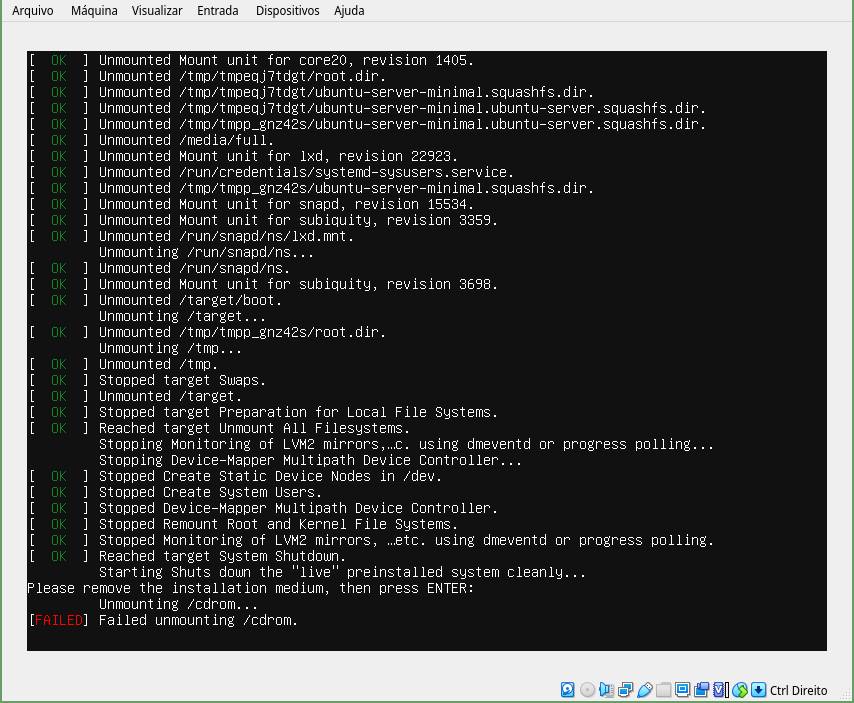 Arquivo Máquina Visualizar Entrada Dispositivos Ajuda
[  OK  ] Unmounted Mount unit for core20, revision 1405.
[  OK  ] Unmounted /tmp/tmpeqj7tdgt/root.dir.
[  OK  ] Unmounted /tmp/tmpeqj7tdgt/ubuntu-server-minimal.squashfs.dir.
[  OK  ] Unmounted /tmp/tmpeqj7tdgt/ubuntu-server-minimal.ubuntu-server.squashfs.dir.
[  OK  ] Unmounted /tmp/tmpp_gnz42s/ubuntu-server-minimal.ubuntu-server.squashfs.dir.
[  OK  ] Unmounted /media/full.
[  OK  ] Unmounted Mount unit for lxd, revision 22923.
[  OK  ] Unmounted /run/credentials/systemd-sysusers.service.
[  OK  ] Unmounted /tmp/tmpp_gnz42s/ubuntu-server-minimal.squashfs.dir.
[  OK  ] Unmounted Mount unit for snapd, revision 15534.
[  OK  ] Unmounted Mount unit for subiquity, revision 3359.
[  OK  ] Unmounted /run/snapd/ns/lxd.mnt.
         Unmounting /run/snapd/ns...
[  OK  ] Unmounted /run/snapd/ns.
[  OK  ] Unmounted Mount unit for subiquity, revision 3698.
[  OK  ] Unmounted /target/boot.
         Unmounting /target...
[  OK  ] Unmounted /tmp/tmpp_gnz42s/root.dir.
         Unmounting /tmp...
[  OK  ] Unmounted /tmp.
[  OK  ] Stopped target Swaps.
[  OK  ] Unmounted /target.
[  OK  ] Stopped target Preparation for Local File Systems.
[  OK  ] Reached target Unmount All Filesystems.
         Stopping Monitoring of LVM2 mirrors,…c. using dmeventd or progress polling...
         Stopping Device-Mapper Multipath Device Controller...
[  OK  ] Stopped Create Static Device Nodes in /dev.
[  OK  ] Stopped Create System Users.
[  OK  ] Stopped Device-Mapper Multipath Device Controller.
[  OK  ] Stopped Remount Root and Kernel File Systems.
[  OK  ] Stopped Monitoring of LVM2 mirrors, …etc. using dmeventd or progress polling.
[  OK  ] Reached target System Shutdown.
         Starting Shuts down the "live" preinstalled system cleanly...
Please remove the installation medium, then press ENTER:
         Unmounting /cdrom...
[FAILED] Failed unmounting /cdrom.
Ctrl Direito